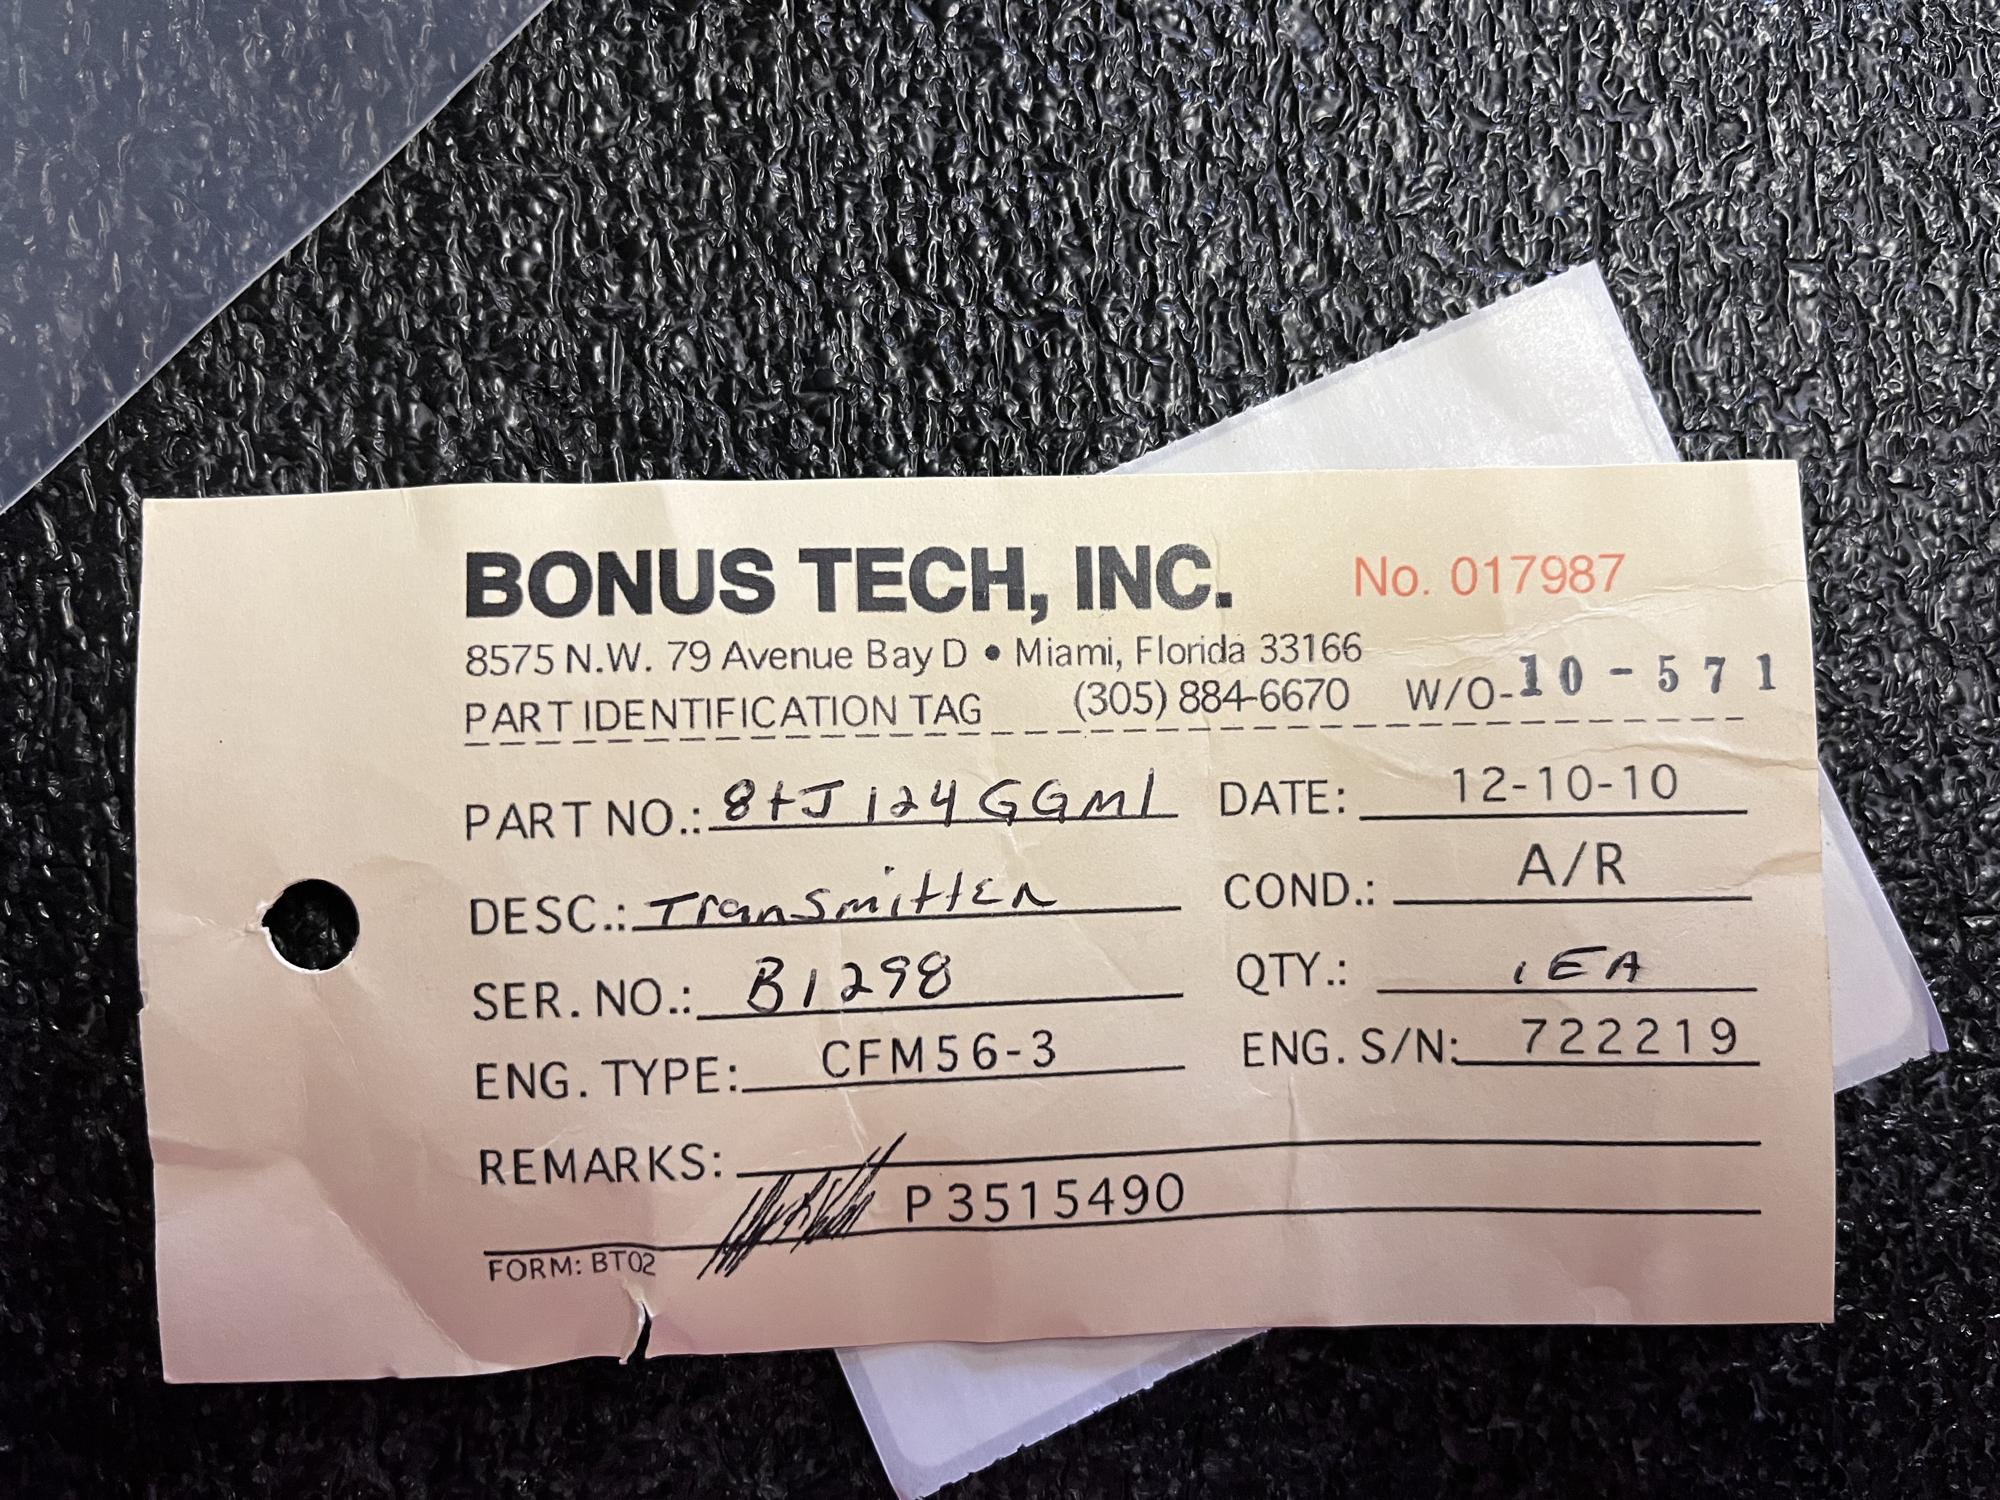 BONUS TECH, INC. No. 017987
8575 N.W. 79 Avenue Bay D • Miami, Florida 33166
PART IDENTIFICATION TAG (305) 884-6670 W/O-10-571
PART NO.: 8tJ124GGM1 DATE: 12-10-10
DESC.: Transmitter COND.: A/R
SER. NO.: B1298 QTY.: 1EA
ENG. TYPE: CFM56-3 ENG. S/N: 722219
REMARKS:
P3515490
FORM: BT02